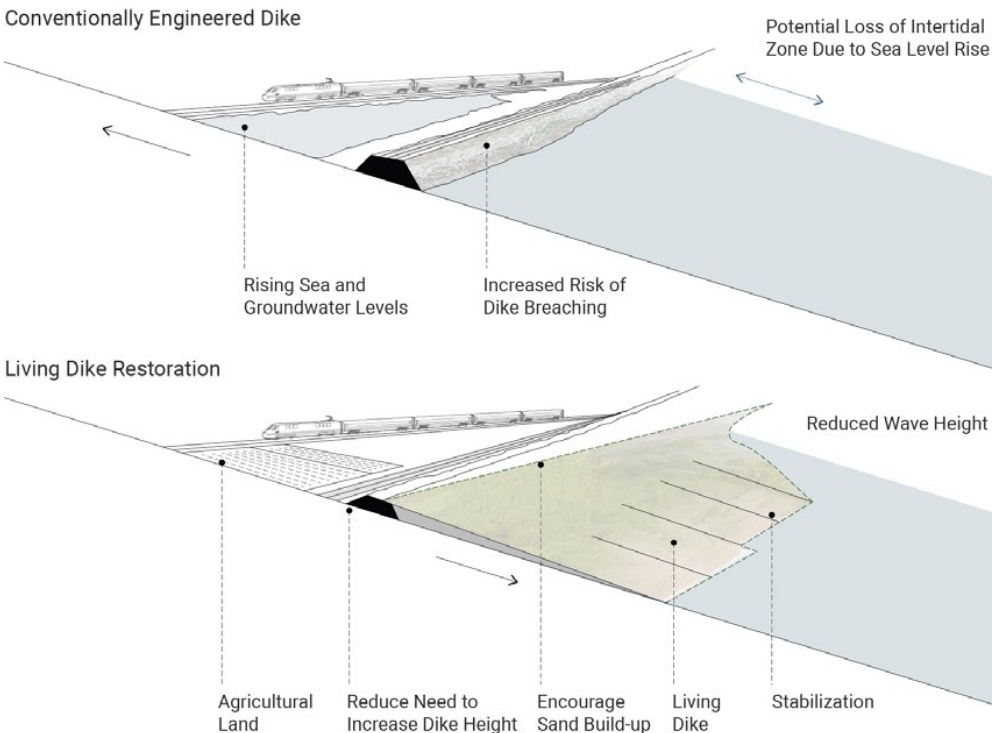 Conventionally Engineered Dike
Potential Loss of Intertidal
Zone Due to Sea Level Rise
Rising Sea and
Groundwater Levels
Increased Risk of
Dike Breaching
Living Dike Restoration
Reduced Wave Height
Agricultural
Land
Reduce Need to
Increase Dike Height
Encourage
Sand Build-up
Living
Dike
Stabilization